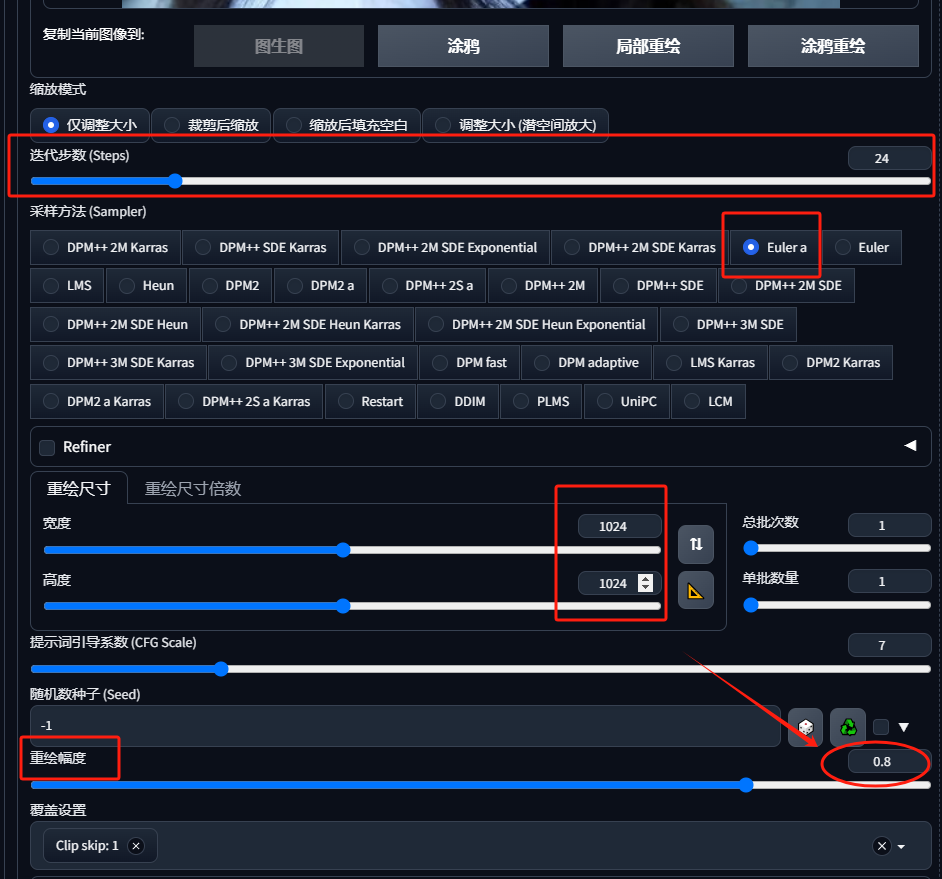 复制当前图像到: 图生图 涂鸦 局部重绘 涂鸦重绘
缩放模式
仅调整大小 裁剪后缩放 缩放后填充空白 调整大小 (潜空间放大)
迭代步数 (Steps) 24
采样方法 (Sampler)
DPM++ 2M Karras DPM++ SDE Karras DPM++ 2M SDE Exponential DPM++ 2M SDE Karras Euler a Euler
LMS Heun DPM2 DPM2 a DPM++ 2S a DPM++ 2M DPM++ SDE DPM++ 2M SDE
DPM++ 2M SDE Heun DPM++ 2M SDE Heun Karras DPM++ 2M SDE Heun Exponential DPM++ 3M SDE
DPM++ 3M SDE Karras DPM++ 3M SDE Exponential DPM fast DPM adaptive LMS Karras DPM2 Karras
DPM2 a Karras DPM++ 2S a Karras Restart DDIM PLMS UniPC LCM
Refiner
重绘尺寸 重绘尺寸倍数
宽度 1024 总批次数 1
高度 1024 单批数量 1
提示词引导系数 (CFG Scale) 7
随机数种子 (Seed)
-1
重绘幅度 0.8
覆盖设置
Clip skip: 1